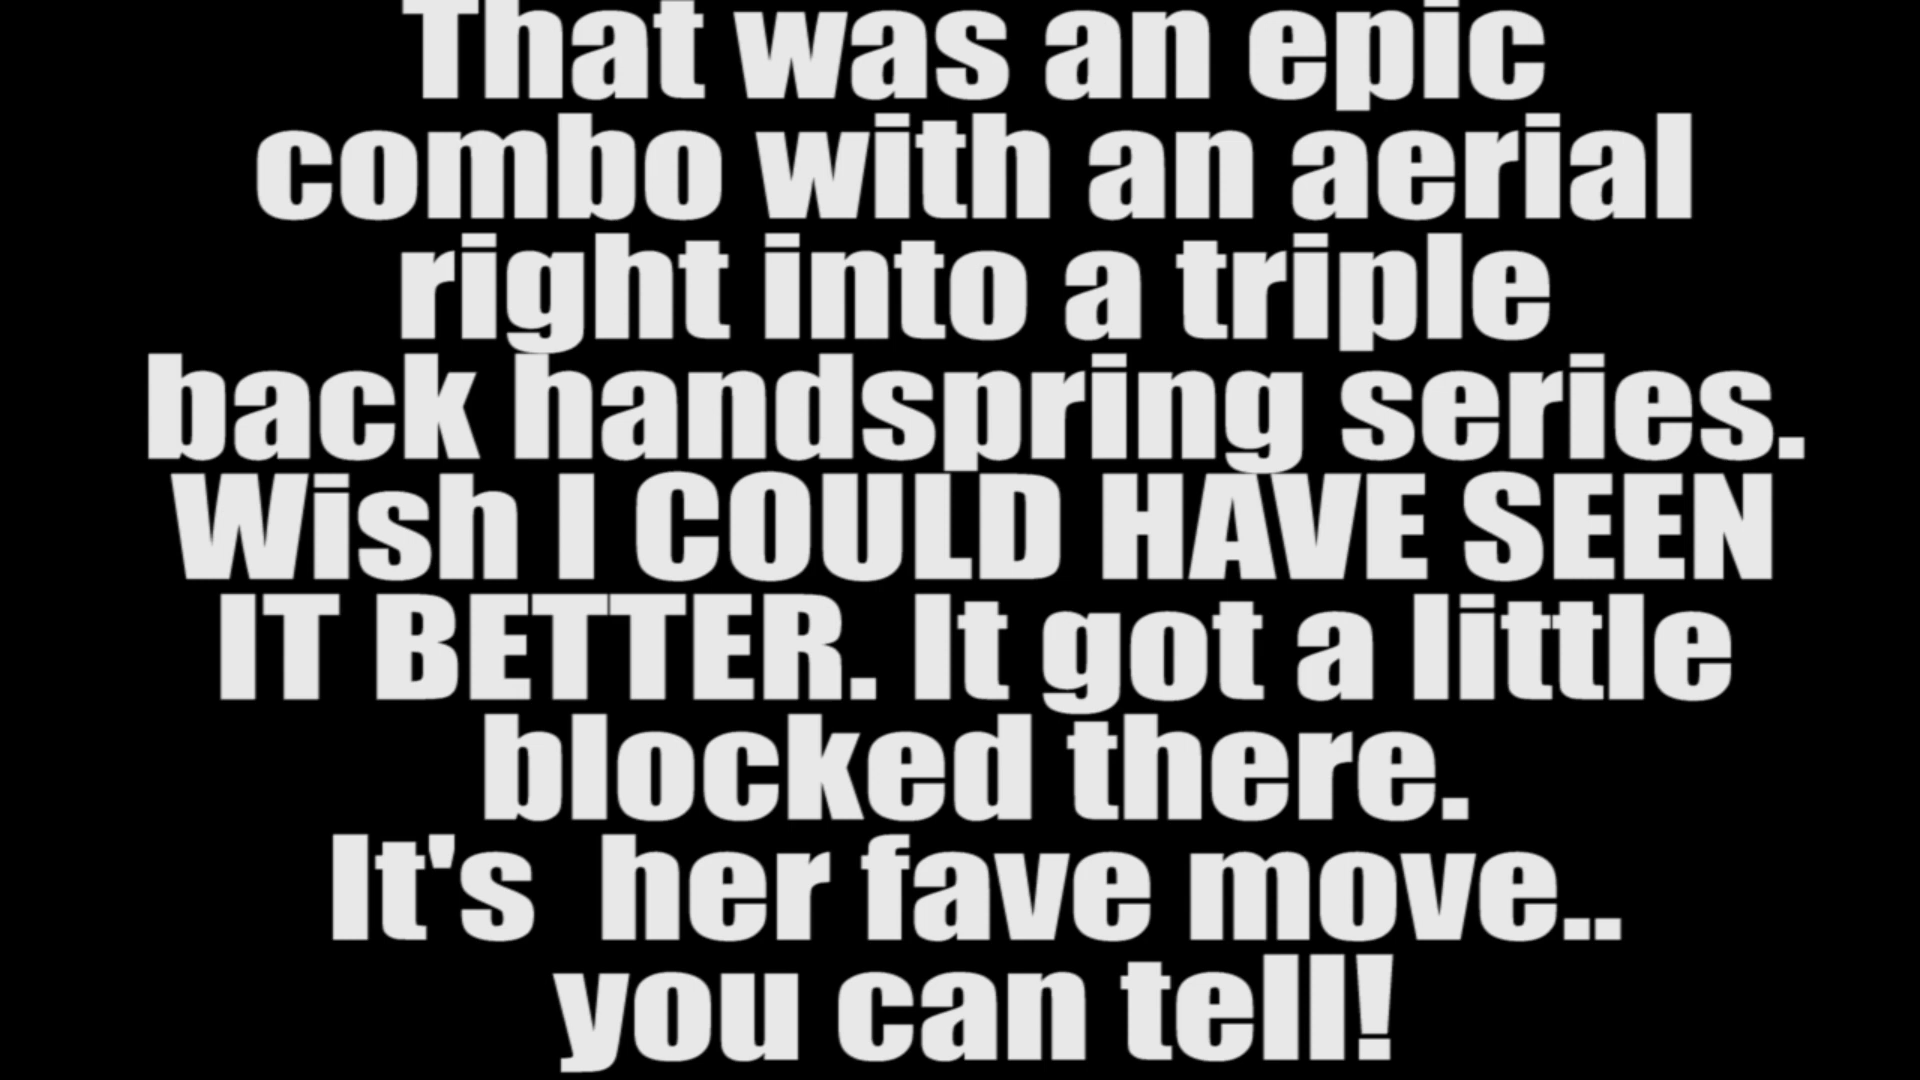 That was an epic
combo with an aerial
right into a triple
back handspring series.
Wish I COULD HAVE SEEN
IT BETTER. It got a little
blocked there.
It's  her fave move..
you can tell!